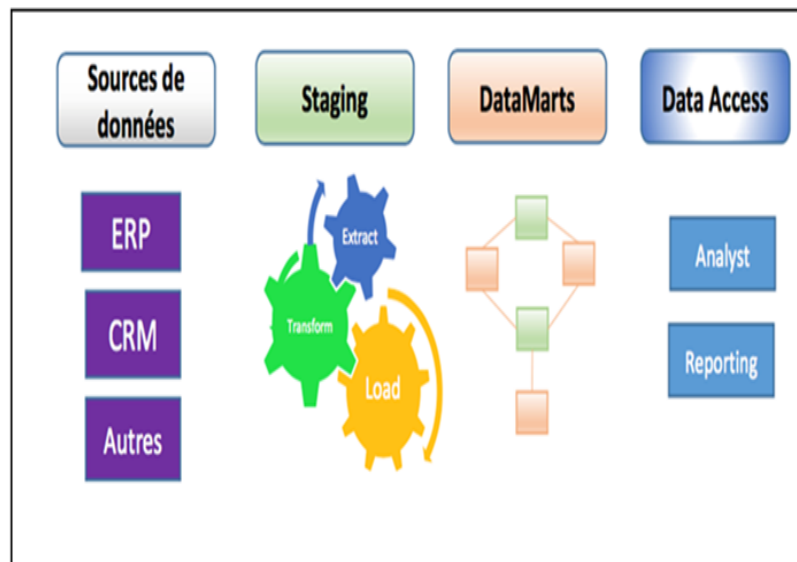 Sources de
données
Staging
DataMarts
Data Access
ERP
CRM
Autres
Extract
Transform
Load
Analyst
Reporting